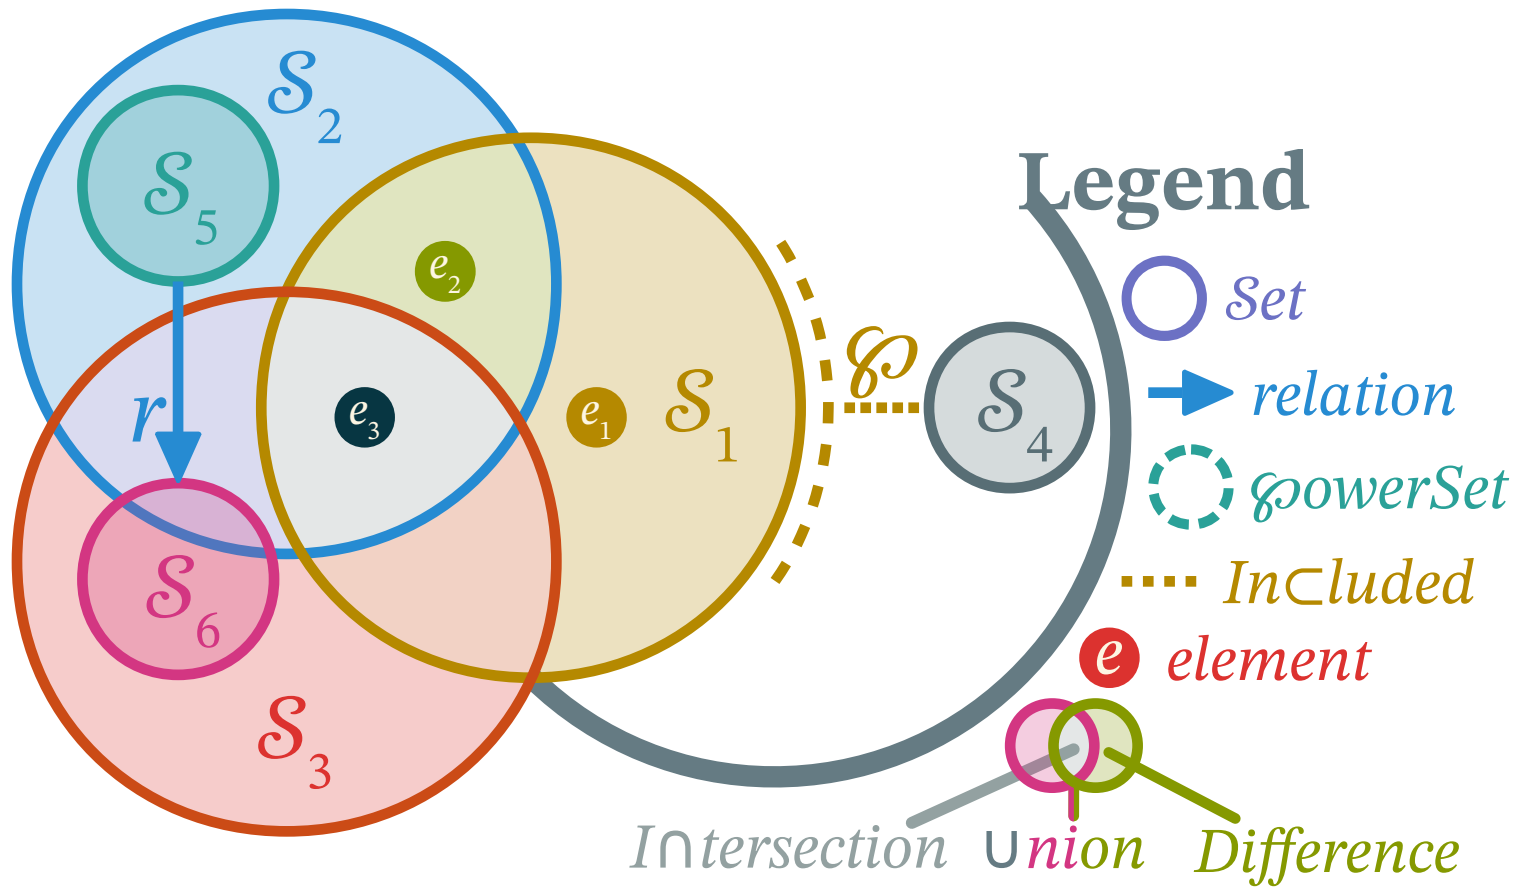 𝒮2
𝒮5
e2
r
e3
e1
𝒮1
℘
𝒮4
𝒮6
𝒮3
Legend
𝒮et
relation
℘owerSet
In⊂luded
e element
I∩tersection ∪nion Difference